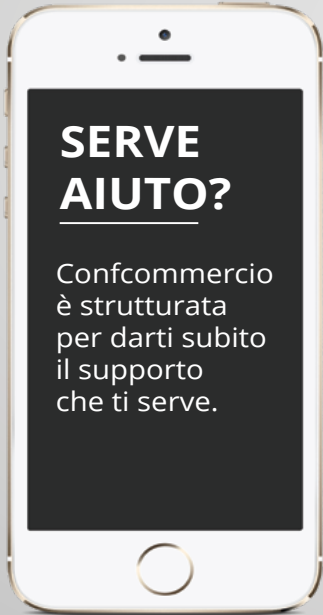 SERVE
AIUTO?
Confcommercio
è strutturata
per darti subito
il supporto
che ti serve.